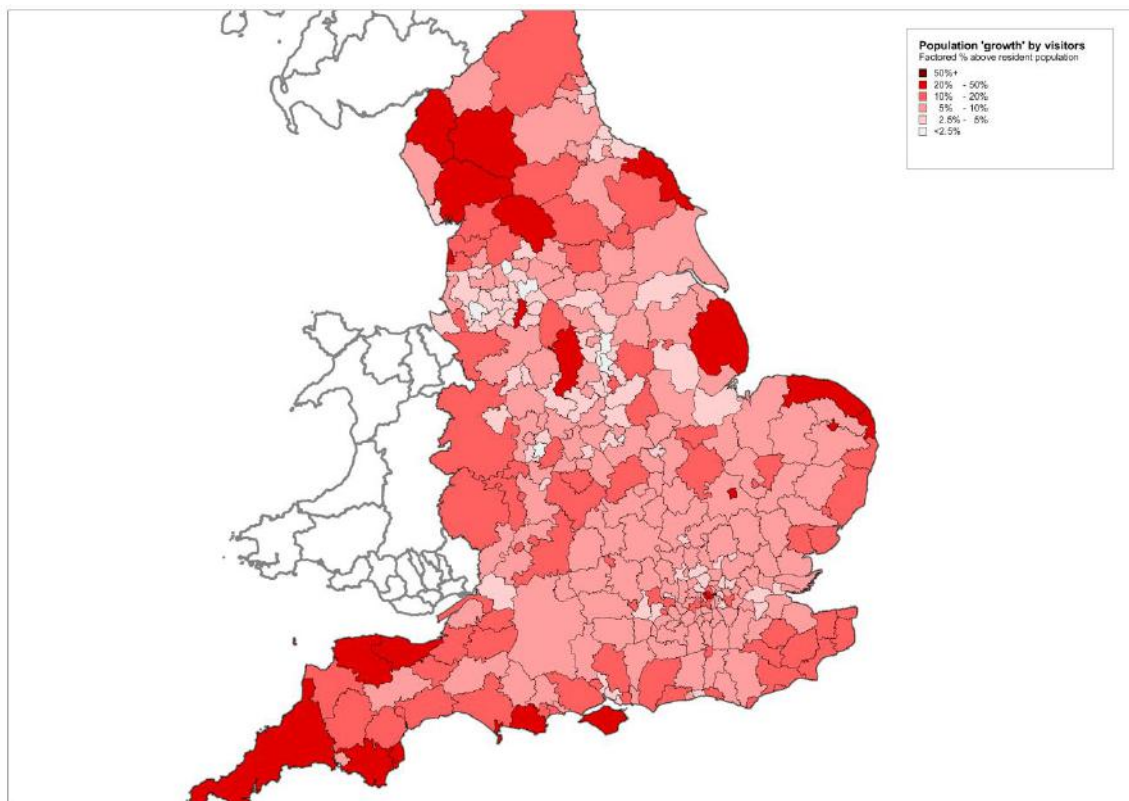 Population 'growth' by visitors
Factored % above resident population
50%+
20% - 50%
10% - 20%
5% - 10%
2.5% - 5%
<2.5%